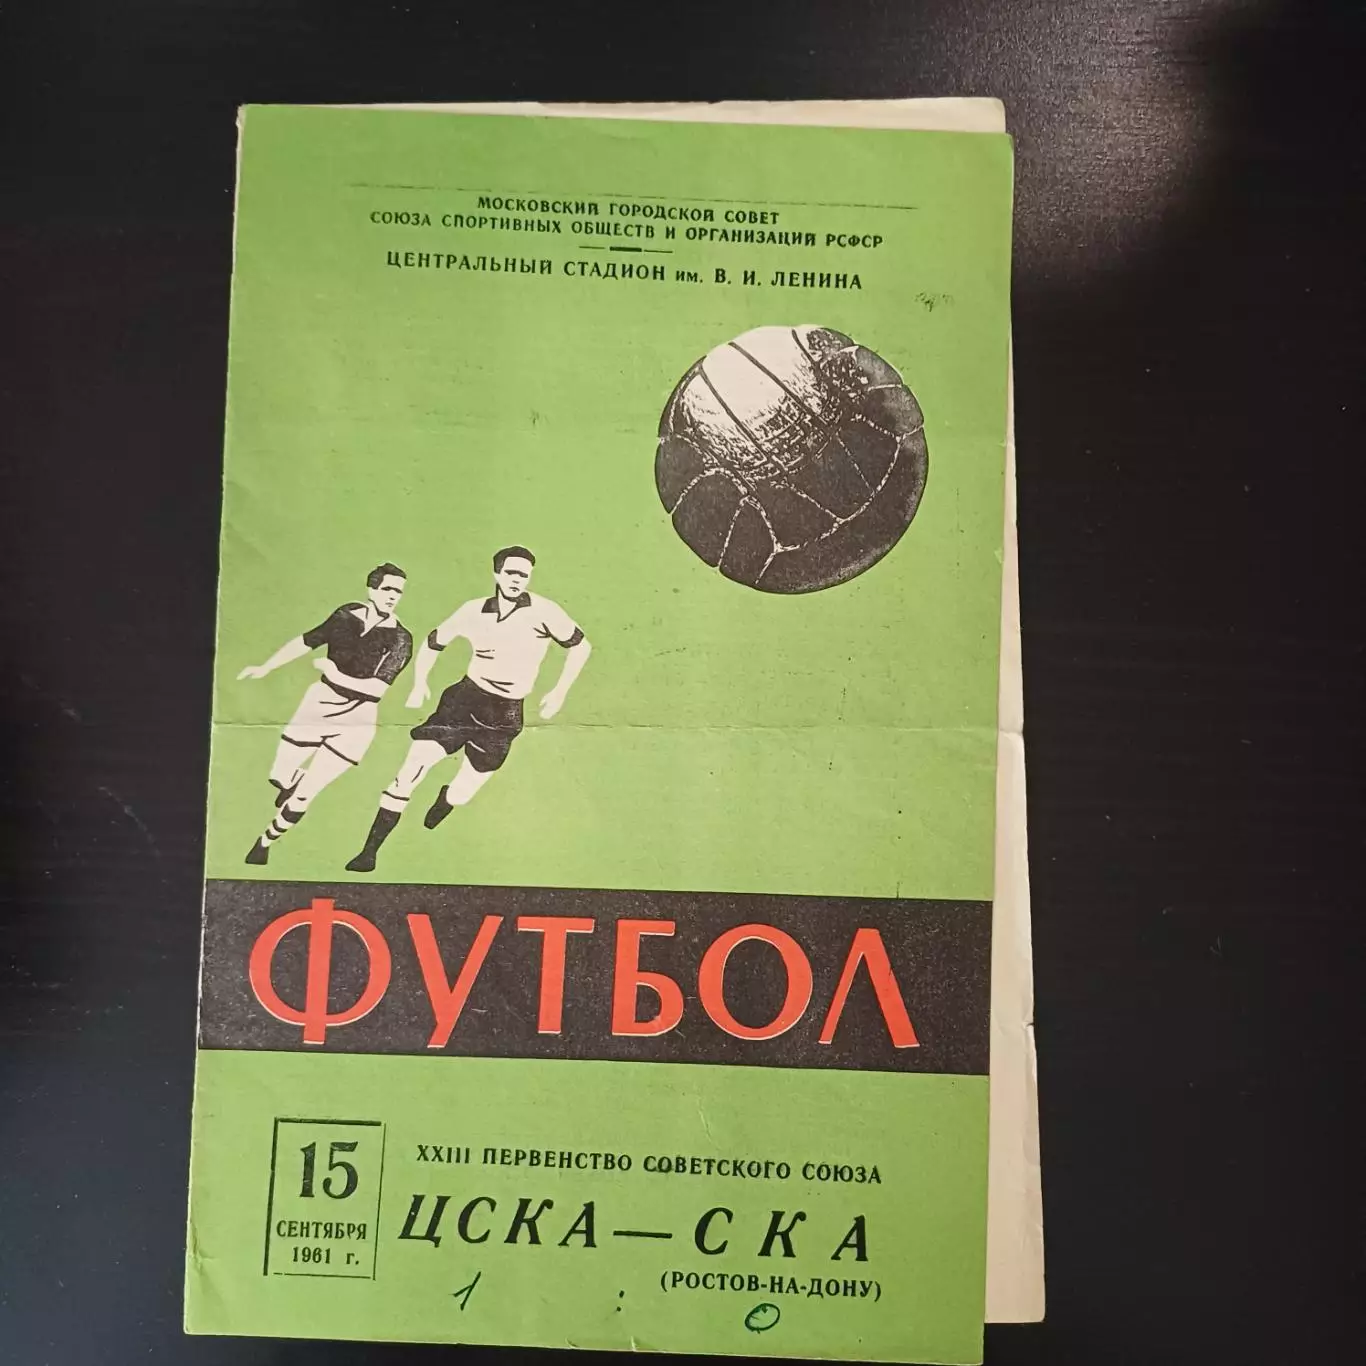 МОСКОВСКИЙ ГОРОДСКОЙ СОВЕТ
СОЮЗА СПОРТИВНЫХ ОБЩЕСТВ И ОРГАНИЗАЦИЙ РСФСР
ЦЕНТРАЛЬНЫЙ СТАДИОН им. В. И. ЛЕНИНА
ФУТБОЛ
15
СЕНТЯБРЯ
1961 г.
XXIII ПЕРВЕНСТВО СОВЕТСКОГО СОЮЗА
ЦСКА — СКА
(РОСТОВ-НА-ДОНУ)
1 : 0